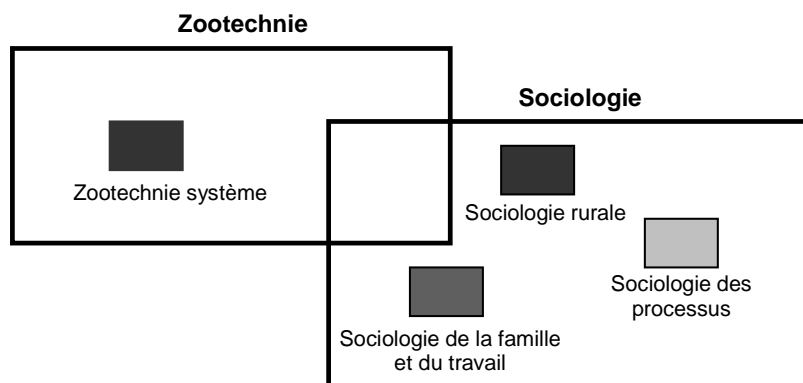 Zootechnie
Sociologie
Zootechnie système
Sociologie rurale
Sociologie des
processus
Sociologie de la famille
et du travail